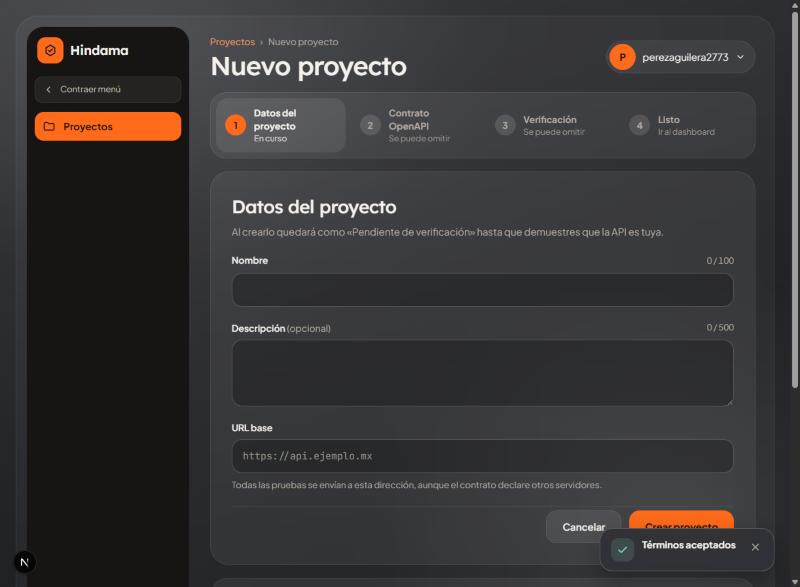 Hindama
Contraer menú
Proyectos
Proyectos › Nuevo proyecto
Nuevo proyecto
P perezaguilera2773
1 Datos del proyecto
En curso
2 Contrato OpenAPI
Se puede omitir
3 Verificación
Se puede omitir
4 Listo
Ir al dashboard
Datos del proyecto
Al crearlo quedará como «Pendiente de verificación» hasta que demuestres que la API es tuya.
Nombre 0 / 100
Descripción (opcional) 0 / 500
URL base
https://api.ejemplo.mx
Todas las pruebas se envían a esta dirección, aunque el contrato declare otros servidores.
Cancelar Crear proyecto
Términos aceptados
N